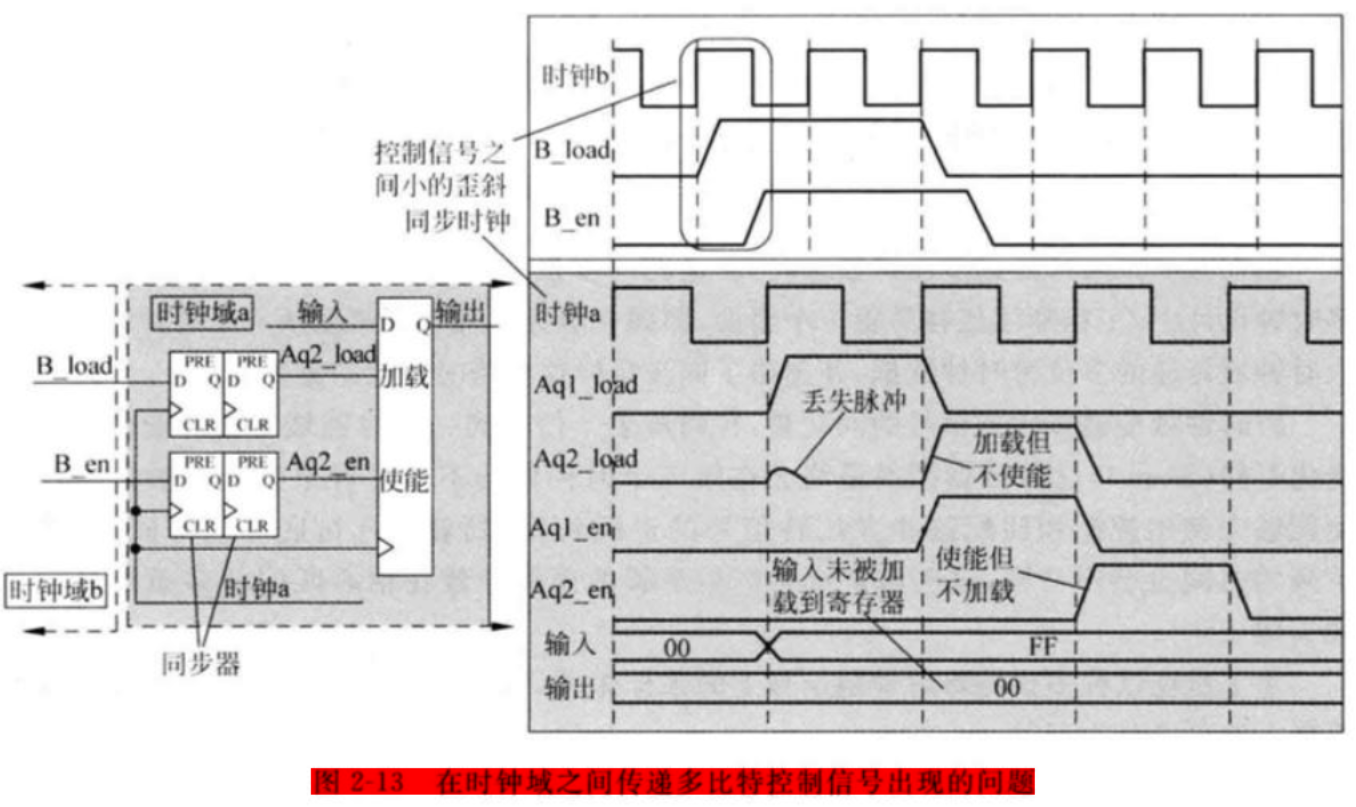 时钟b
控制信号之
间小的歪斜
B_load
同步时钟
B_en
时钟域a
输入
D Q
输出
时钟a
B_load
PRE PRE
D Q D Q
CLR CLR
Aq2_load
加载
Aq1_load
丢失脉冲
B_en
PRE PRE
D Q D Q
CLR CLR
Aq2_en
使能
Aq2_load
加载但
不使能
Aq1_en
时钟域b
时钟a
同步器
输入未被加
载到寄存器
使能但
不加载
Aq2_en
输入
00
FF
输出
00
图 2-13 在时钟域之间传递多比特控制信号出现的问题